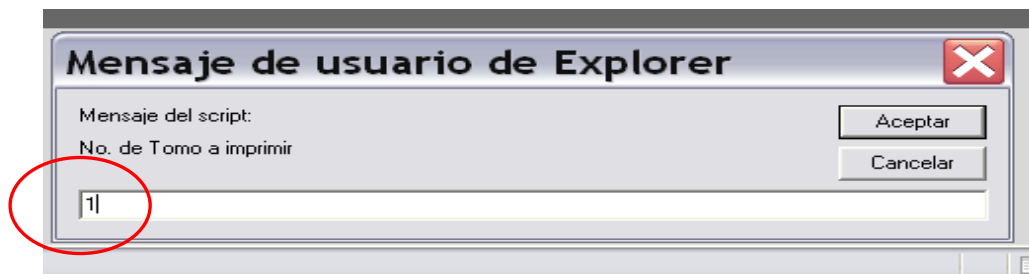 Mensaje de usuario de Explorer
Mensaje del script:
Aceptar
No. de Tomo a imprimir
Cancelar
1